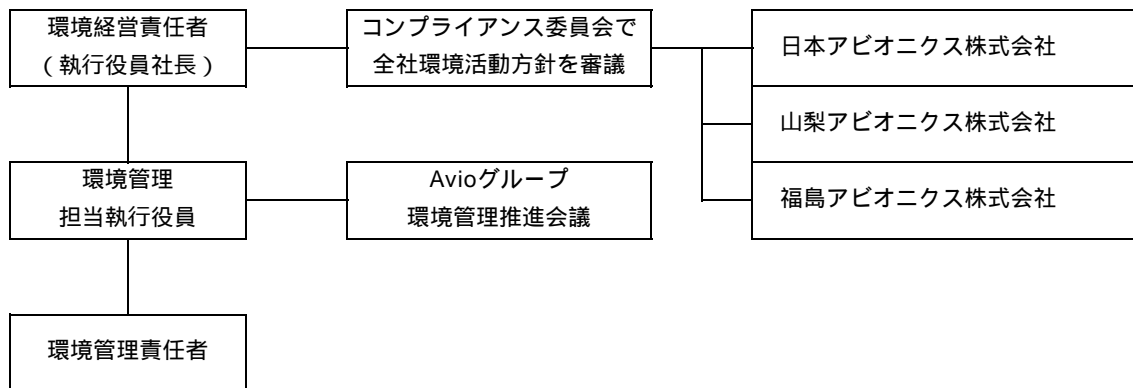 環境経営責任者
(執行役員社長)
コンプライアンス委員会で
全社環境活動方針を審議
日本アビオニクス株式会社
山梨アビオニクス株式会社
福島アビオニクス株式会社
環境管理
担当執行役員
Avioグループ
環境管理推進会議
環境管理責任者